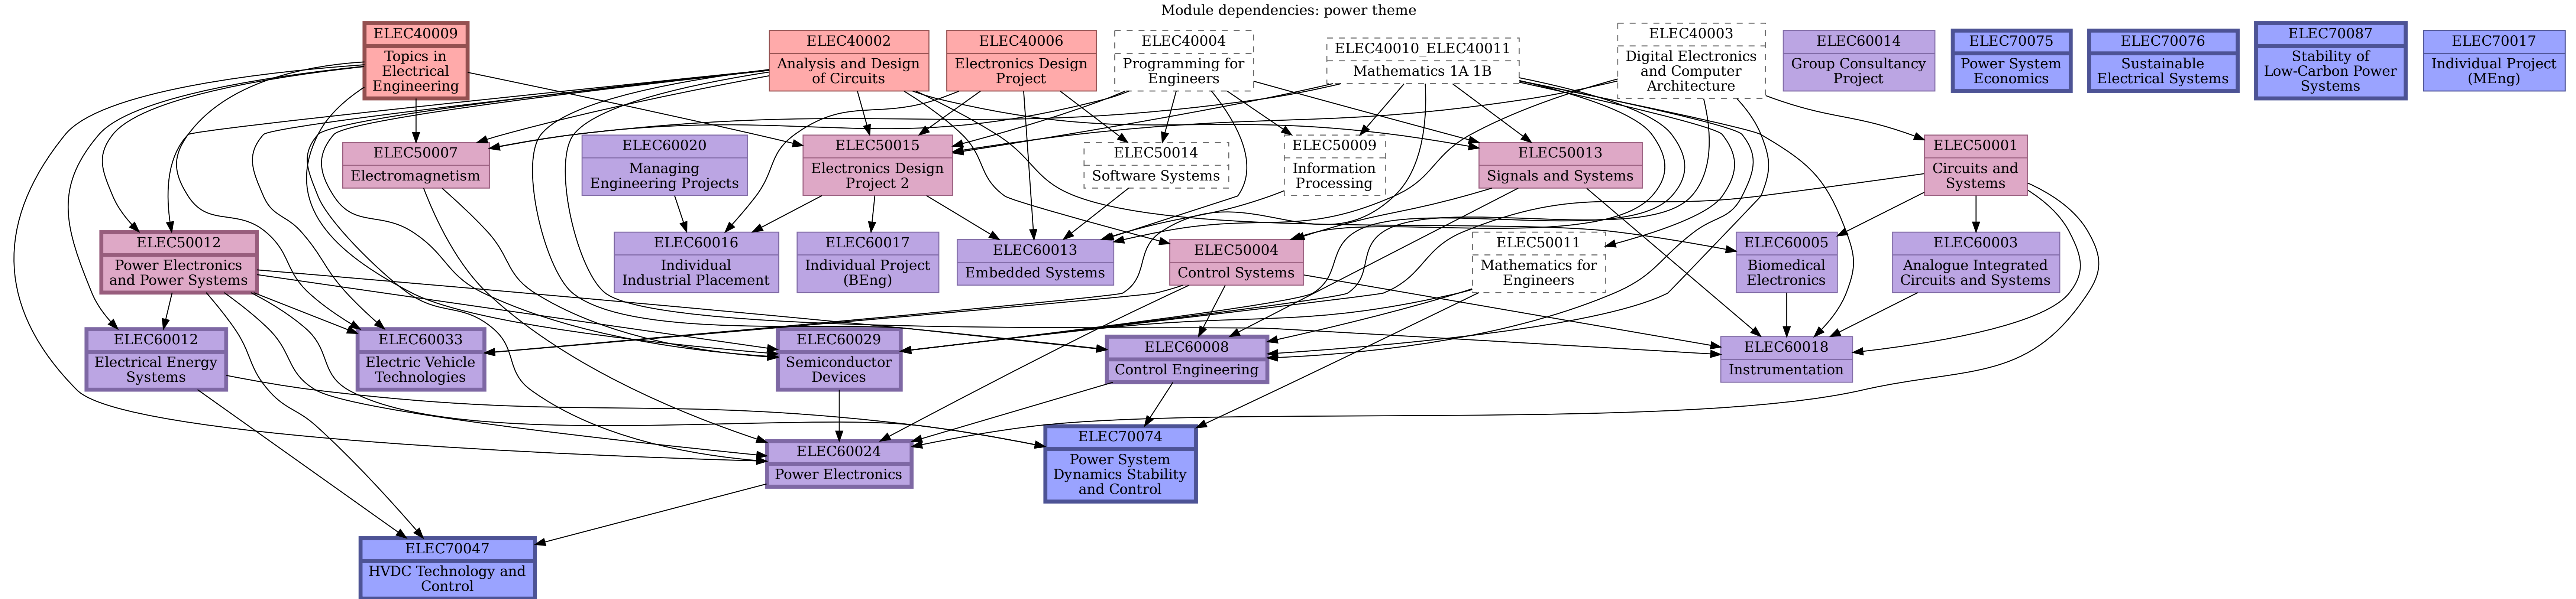 Module dependencies: power theme
ELEC40009
Topics in
Electrical
Engineering
ELEC40002
Analysis and Design
of Circuits
ELEC40006
Electronics Design
Project
ELEC40004
Programming for
Engineers
ELEC40010_ELEC40011
Mathematics 1A 1B
ELEC40003
Digital Electronics
and Computer
Architecture
ELEC60014
Group Consultancy
Project
ELEC70075
Power System
Economics
ELEC70076
Sustainable
Electrical Systems
ELEC70087
Stability of
Low-Carbon Power
Systems
ELEC70017
Individual Project
(MEng)
ELEC50007
Electromagnetism
ELEC60020
Managing
Engineering Projects
ELEC50015
Electronics Design
Project 2
ELEC50014
Software Systems
ELEC50009
Information
Processing
ELEC50013
Signals and Systems
ELEC50001
Circuits and
Systems
ELEC50012
Power Electronics
and Power Systems
ELEC60016
Individual
Industrial Placement
ELEC60017
Individual Project
(BEng)
ELEC60013
Embedded Systems
ELEC50004
Control Systems
ELEC50011
Mathematics for
Engineers
ELEC60005
Biomedical
Electronics
ELEC60003
Analogue Integrated
Circuits and Systems
ELEC60012
Electrical Energy
Systems
ELEC60033
Electric Vehicle
Technologies
ELEC60029
Semiconductor
Devices
ELEC60008
Control Engineering
ELEC60018
Instrumentation
ELEC60024
Power Electronics
ELEC70074
Power System
Dynamics Stability
and Control
ELEC70047
HVDC Technology and
Control